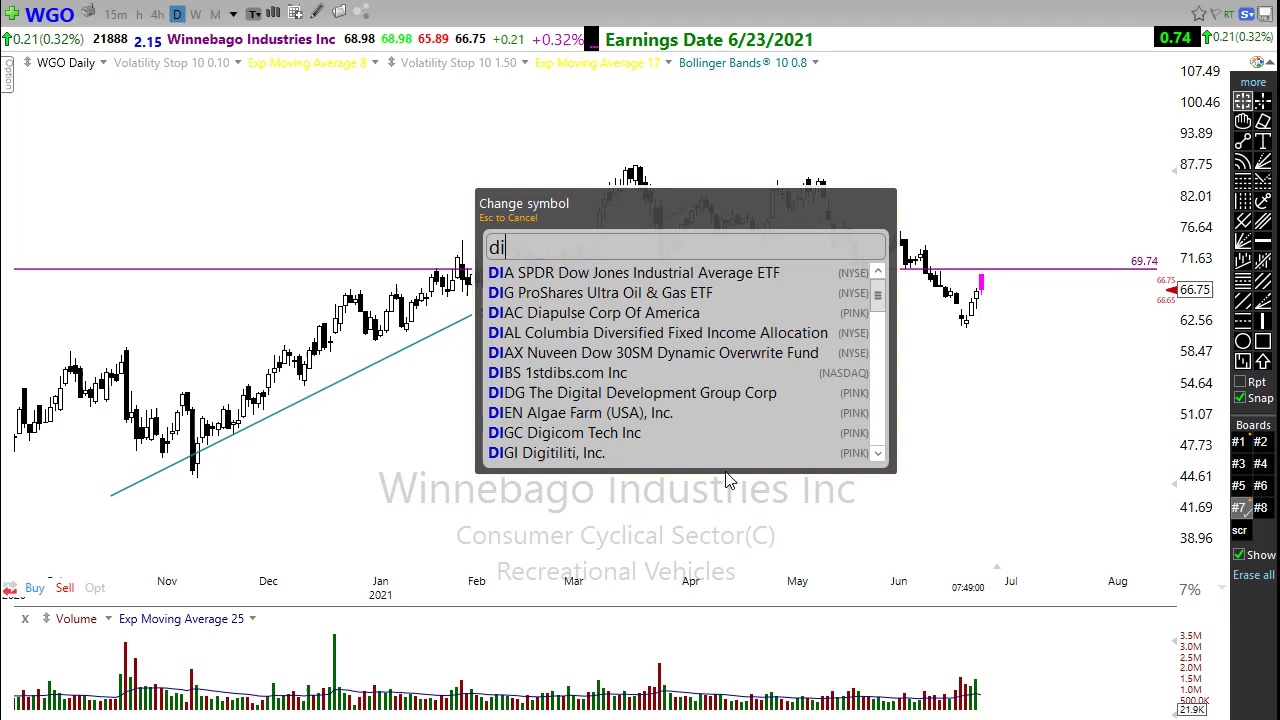 WGO 15m h 4h D W M T RT S
0.21(0.32%) 21888 2.15 Winnebago Industries Inc 68.98 68.98 65.89 66.75 +0.21 +0.32% Earnings Date 6/23/2021 0.74 0.21(0.32%)
Option
WGO Daily Volatility Stop 10 0.10 Exp Moving Average 8 Volatility Stop 10 1.50 Exp Moving Average 17 Bollinger Bands® 10 0.8
107.49
100.46
93.89
87.75
82.01
76.64
71.63
69.74
66.75
66.75
66.65
62.56
58.47
54.64
51.07
47.73
44.61
41.69
38.96
Change symbol
Esc to Cancel
di
DIA SPDR Dow Jones Industrial Average ETF (NYSE)
DIG ProShares Ultra Oil & Gas ETF (NYSE)
DIAC Diapulse Corp Of America (PINK)
DIAL Columbia Diversified Fixed Income Allocation (NYSE)
DIAX Nuveen Dow 30SM Dynamic Overwrite Fund (NYSE)
DIBS 1stdibs.com Inc (NASDAQ)
DIDG The Digital Development Group Corp (PINK)
DIEN Algae Farm (USA), Inc. (PINK)
DIGC Digicom Tech Inc (PINK)
DIGI Digitiliti, Inc. (PINK)
Winnebago Industries Inc
Consumer Cyclical Sector(C)
Recreational Vehicles
Nov Dec Jan Feb Mar Apr May Jun Jul Aug
2021
07:49:00
7%
Buy Sell Opt
X Volume Exp Moving Average 25
3.5M
3.0M
2.5M
2.0M
1.5M
1.0M
500.0K
21.9K
more
Rpt
Snap
Boards
#1 #2
#3 #4
#5 #6
#7 #8
scr
Show
Erase all